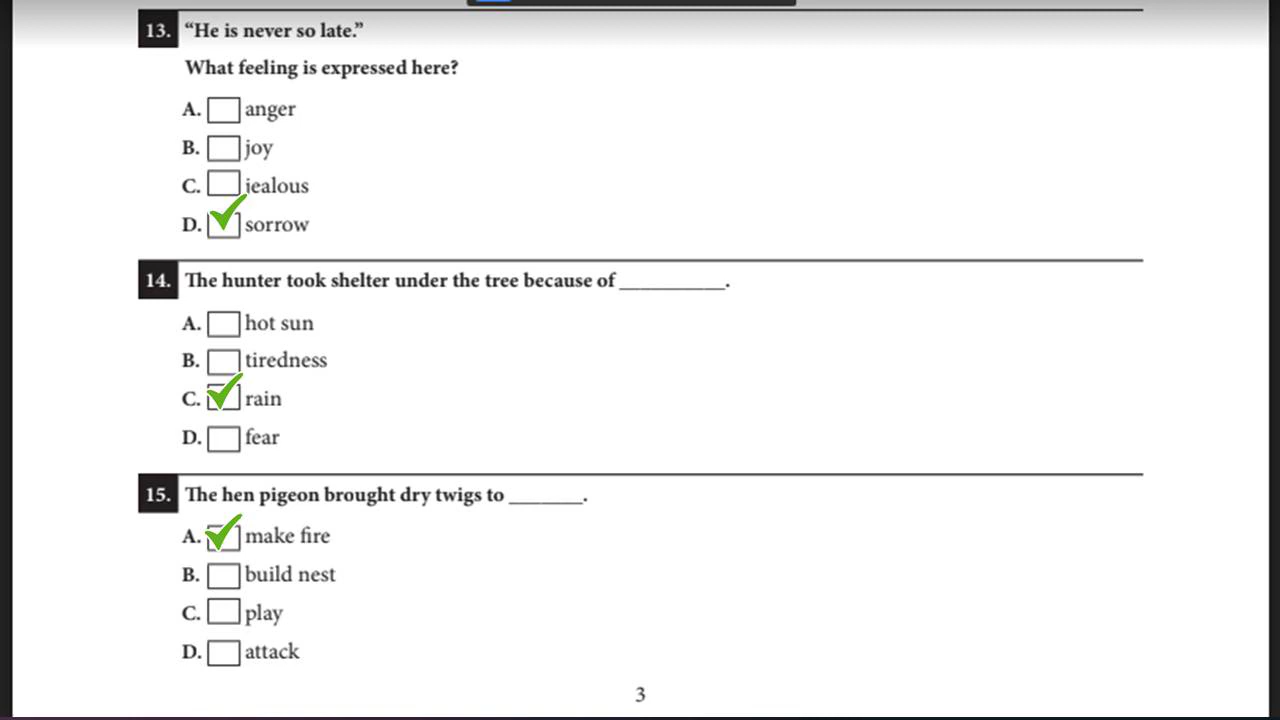 13. “He is never so late.”
What feeling is expressed here?
A. anger
B. joy
C. jealous
D. sorrow
14. The hunter took shelter under the tree because of __________.
A. hot sun
B. tiredness
C. rain
D. fear
15. The hen pigeon brought dry twigs to _______.
A. make fire
B. build nest
C. play
D. attack
3